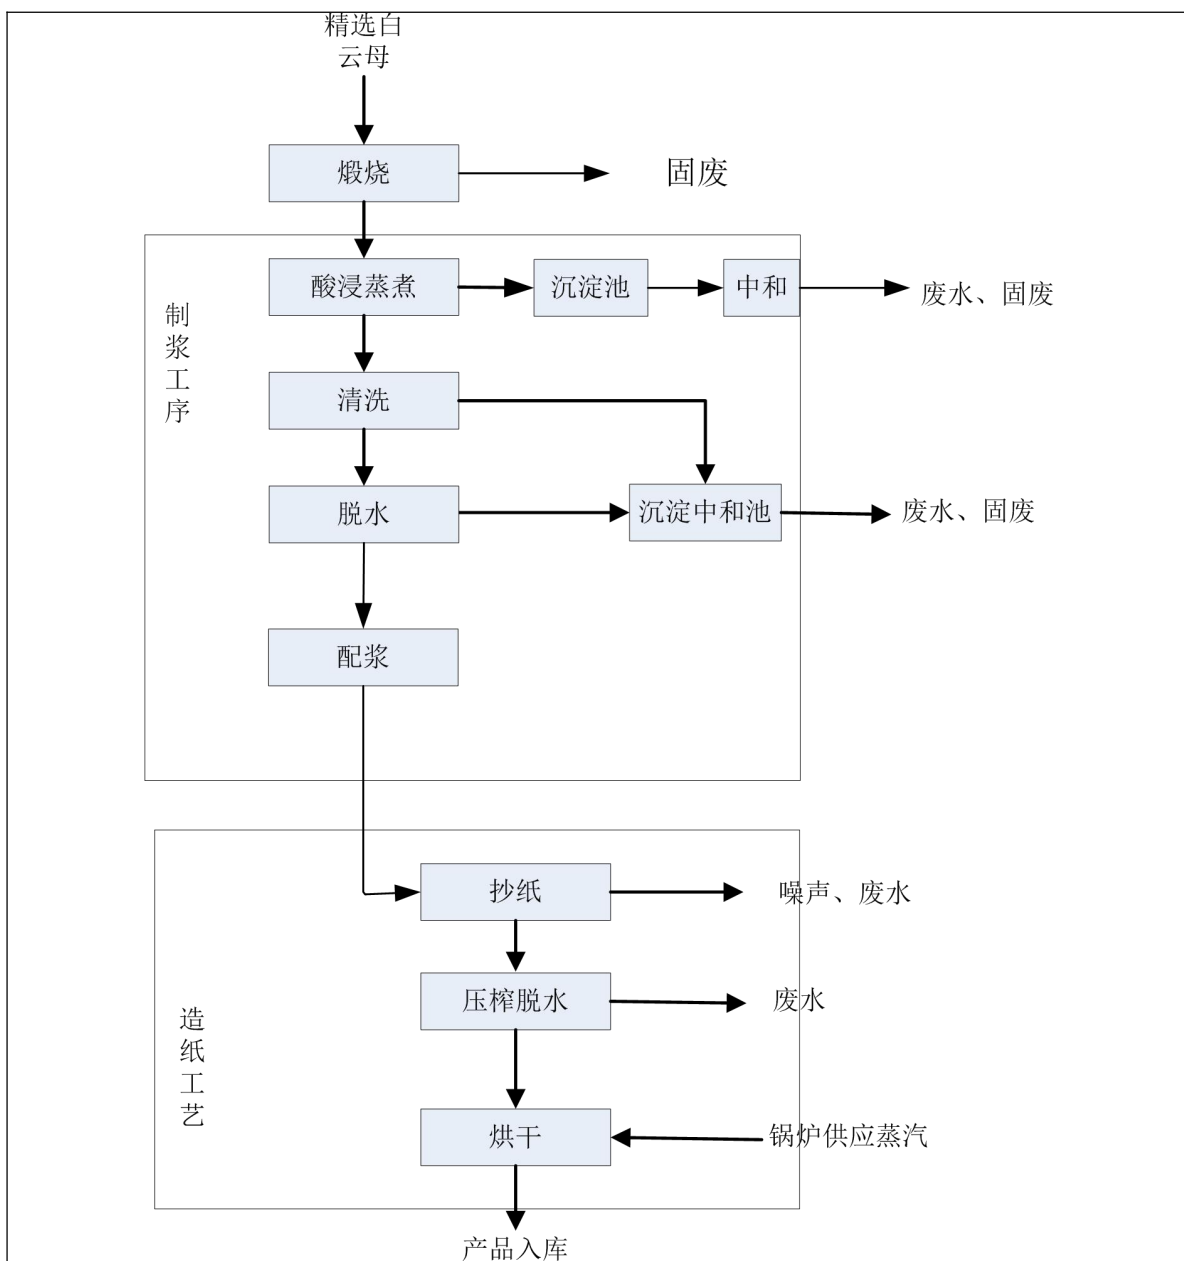 精选白
云母
煅烧
固废
酸浸蒸煮
沉淀池
中和
废水、固废
制浆工序
清洗
脱水
沉淀中和池
废水、固废
配浆
抄纸
噪声、废水
压榨脱水
废水
造纸工艺
烘干
锅炉供应蒸汽
产品入库